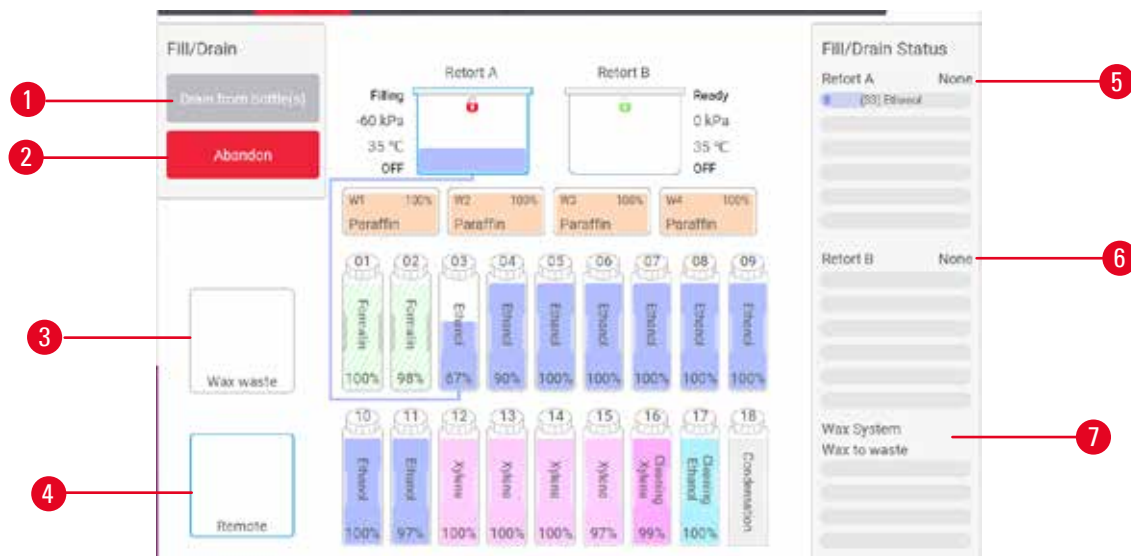 Fill/Drain
1
Drain from bottle(s)
2
Abandon
3
Wax waste
4
Remote
Retort A
Retort B
Filling
-60 kPa
35 °C
OFF
Ready
0 kPa
35 °C
OFF
W1 100%
Paraffin
W2 100%
Paraffin
W3 100%
Paraffin
W4 100%
Paraffin
01 02 03 04 05 06 07 08 09
Formalin Formalin Ethanol Ethanol Ethanol Ethanol Ethanol Ethanol Ethanol
100% 98% 67% 90% 100% 100% 100% 100% 100%
10 11 12 13 14 15 16 17 18
Ethanol Ethanol Xylene Xylene Xylene Xylene Cleaning Xylene Cleaning Ethanol Condensation
100% 97% 100% 100% 100% 97% 99% 100%
Fill/Drain Status
Retort A None
5
(S3) Ethanol
Retort B None
6
Wax System
Wax to waste
7